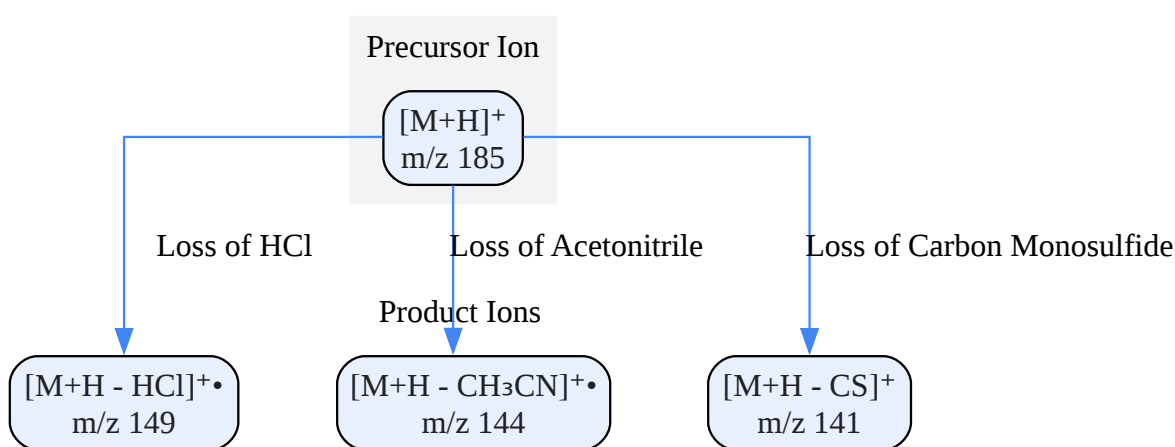 Precursor Ion
[M+H]⁺
m/z 185
Loss of HCl
Loss of Acetonitrile
Loss of Carbon Monosulfide
Product Ions
[M+H - HCl]⁺•
m/z 149
[M+H - CH₃CN]⁺•
m/z 144
[M+H - CS]⁺
m/z 141